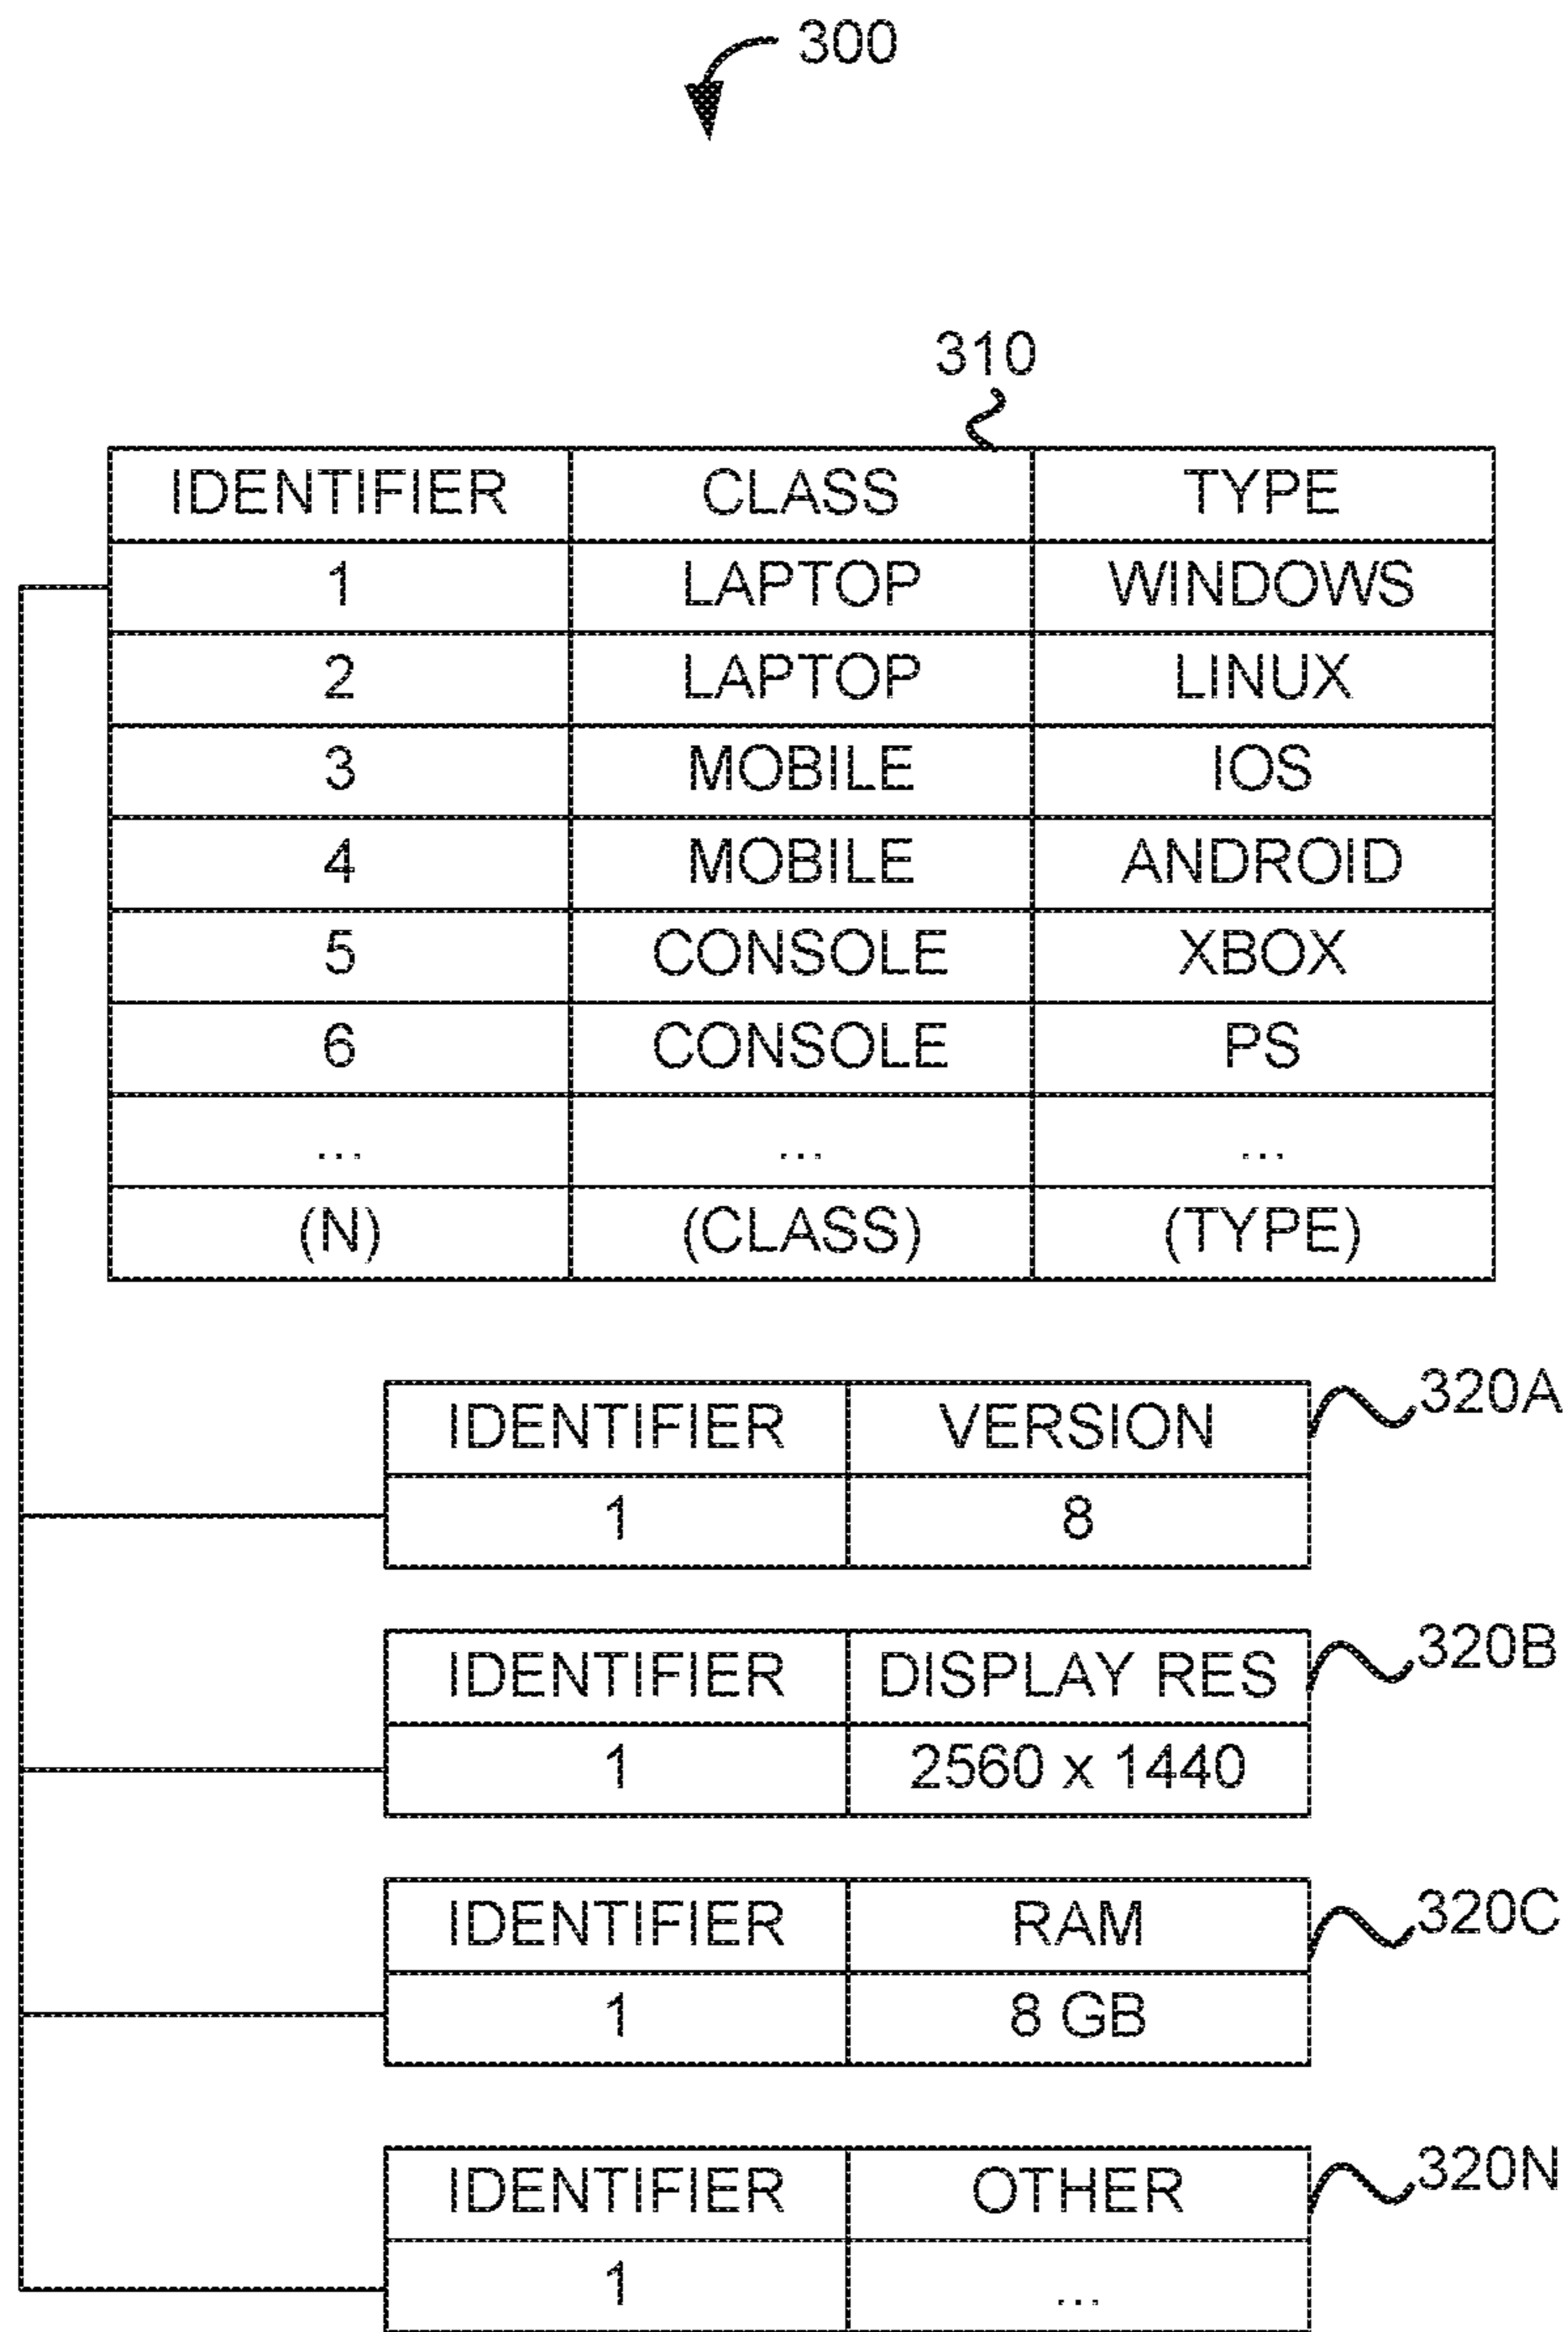 300
310
IDENTIFIER CLASS TYPE
1 LAPTOP WINDOWS
2 LAPTOP LINUX
3 MOBILE IOS
4 MOBILE ANDROID
5 CONSOLE XBOX
6 CONSOLE PS
... ... ...
(N) (CLASS) (TYPE)
320A
IDENTIFIER VERSION
1 8
320B
IDENTIFIER DISPLAY RES
1 2560 x 1440
320C
IDENTIFIER RAM
1 8 GB
320N
IDENTIFIER OTHER
1 ...